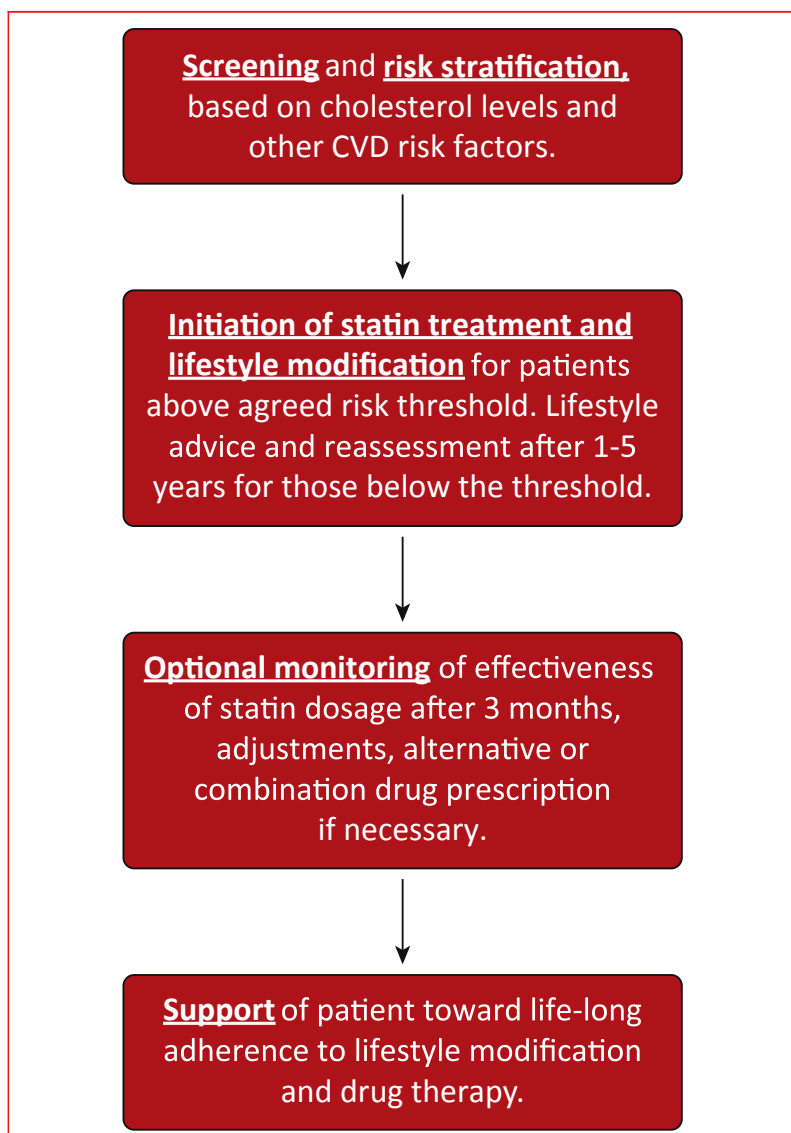 Screening and risk stratification,
based on cholesterol levels and
other CVD risk factors.
Initiation of statin treatment and
lifestyle modification for patients
above agreed risk threshold. Lifestyle
advice and reassessment after 1-5
years for those below the threshold.
Optional monitoring of effectiveness
of statin dosage after 3 months,
adjustments, alternative or
combination drug prescription
if necessary.
Support of patient toward life-long
adherence to lifestyle modification
and drug therapy.